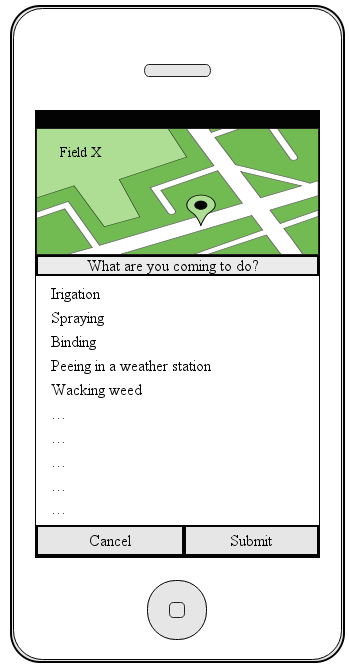 Field X
What are you coming to do?
Irigation
Spraying
Binding
Peeing in a weather station
Wacking weed
...
...
...
...
...
Cancel
Submit